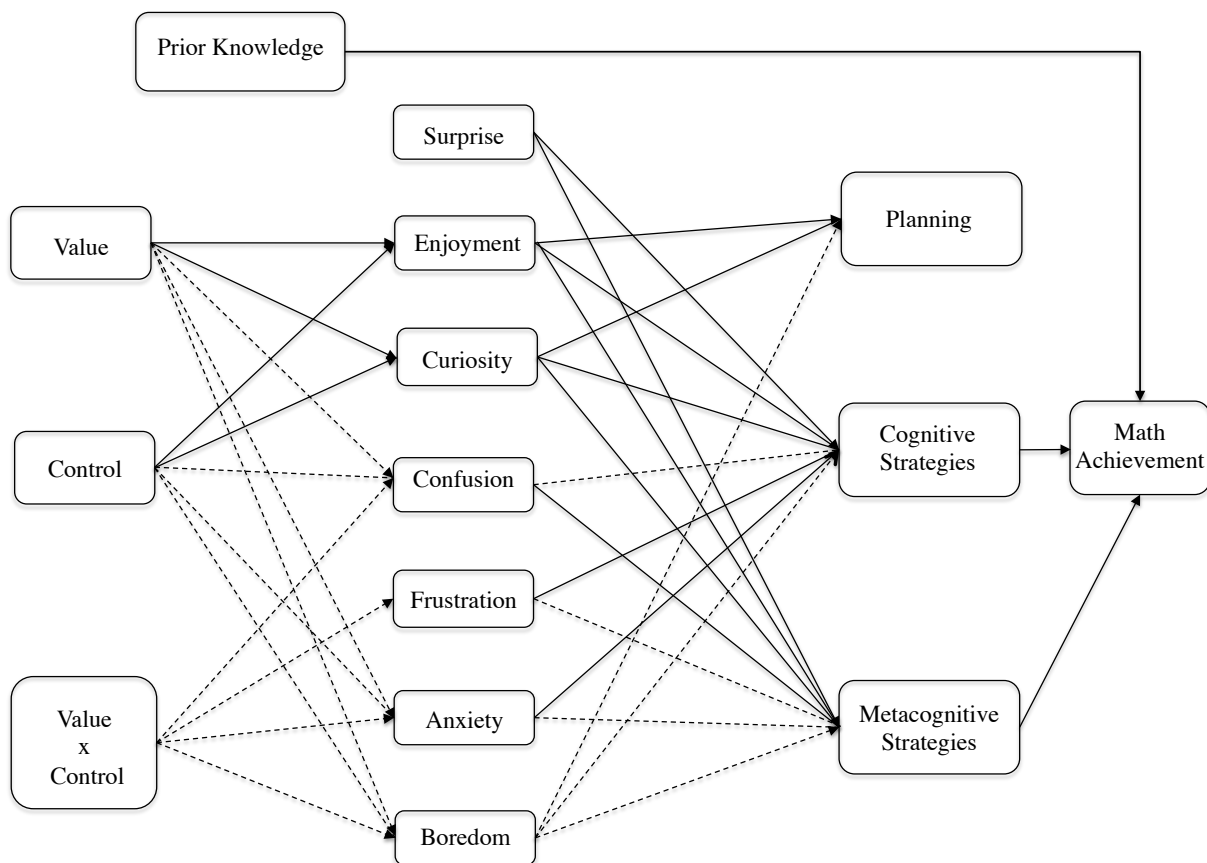 Prior Knowledge
Surprise
Value
Enjoyment
Planning
Curiosity
Control
Confusion
Cognitive
Strategies
Math
Achievement
Frustration
Value
x
Control
Anxiety
Metacognitive
Strategies
Boredom